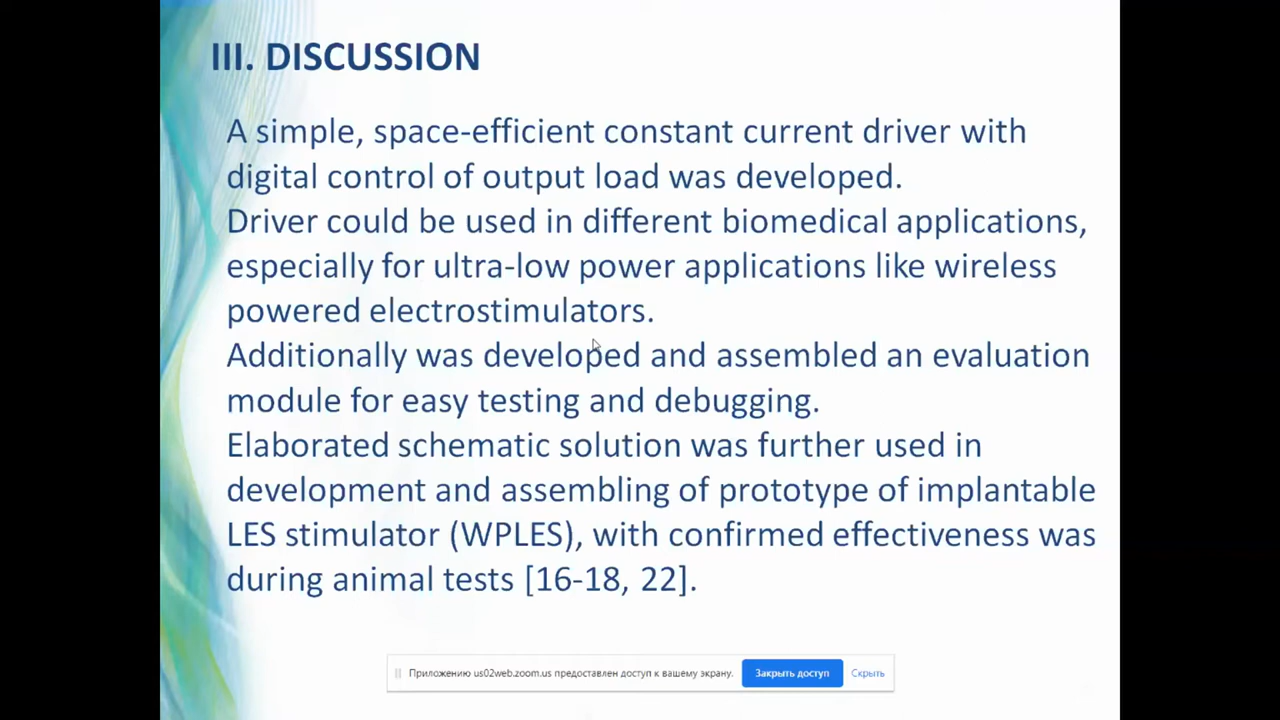 III. DISCUSSION
A simple, space-efficient constant current driver with
digital control of output load was developed.
Driver could be used in different biomedical applications,
especially for ultra-low power applications like wireless
powered electrostimulators.
Additionally was developed and assembled an evaluation
module for easy testing and debugging.
Elaborated schematic solution was further used in
development and assembling of prototype of implantable
LES stimulator (WPLES), with confirmed effectiveness was
during animal tests [16-18, 22].
Приложению us02web.zoom.us предоставлен доступ к вашему экрану. Закрыть доступ Скрыть